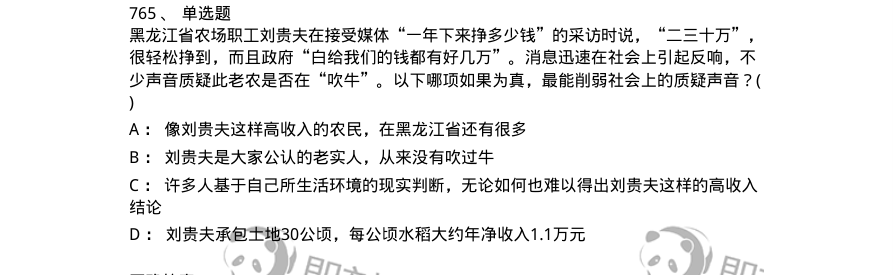 765 、 单选题
黑龙江省农场职工刘贵夫在接受媒体“一年下来挣多少钱”的采访时说，“二三十万”，
很轻松挣到，而且政府“白给我们的钱都有好几万”。消息迅速在社会上引起反响，不
少声音质疑此老农是否在“吹牛”。以下哪项如果为真，最能削弱社会上的质疑声音？(
)
A ： 像刘贵夫这样高收入的农民，在黑龙江省还有很多
B ： 刘贵夫是大家公认的老实人，从来没有吹过牛
C ： 许多人基于自己所生活环境的现实判断，无论如何也难以得出刘贵夫这样的高收入
结论
D ： 刘贵夫承包土地30公顷，每公顷水稻大约年净收入1.1万元